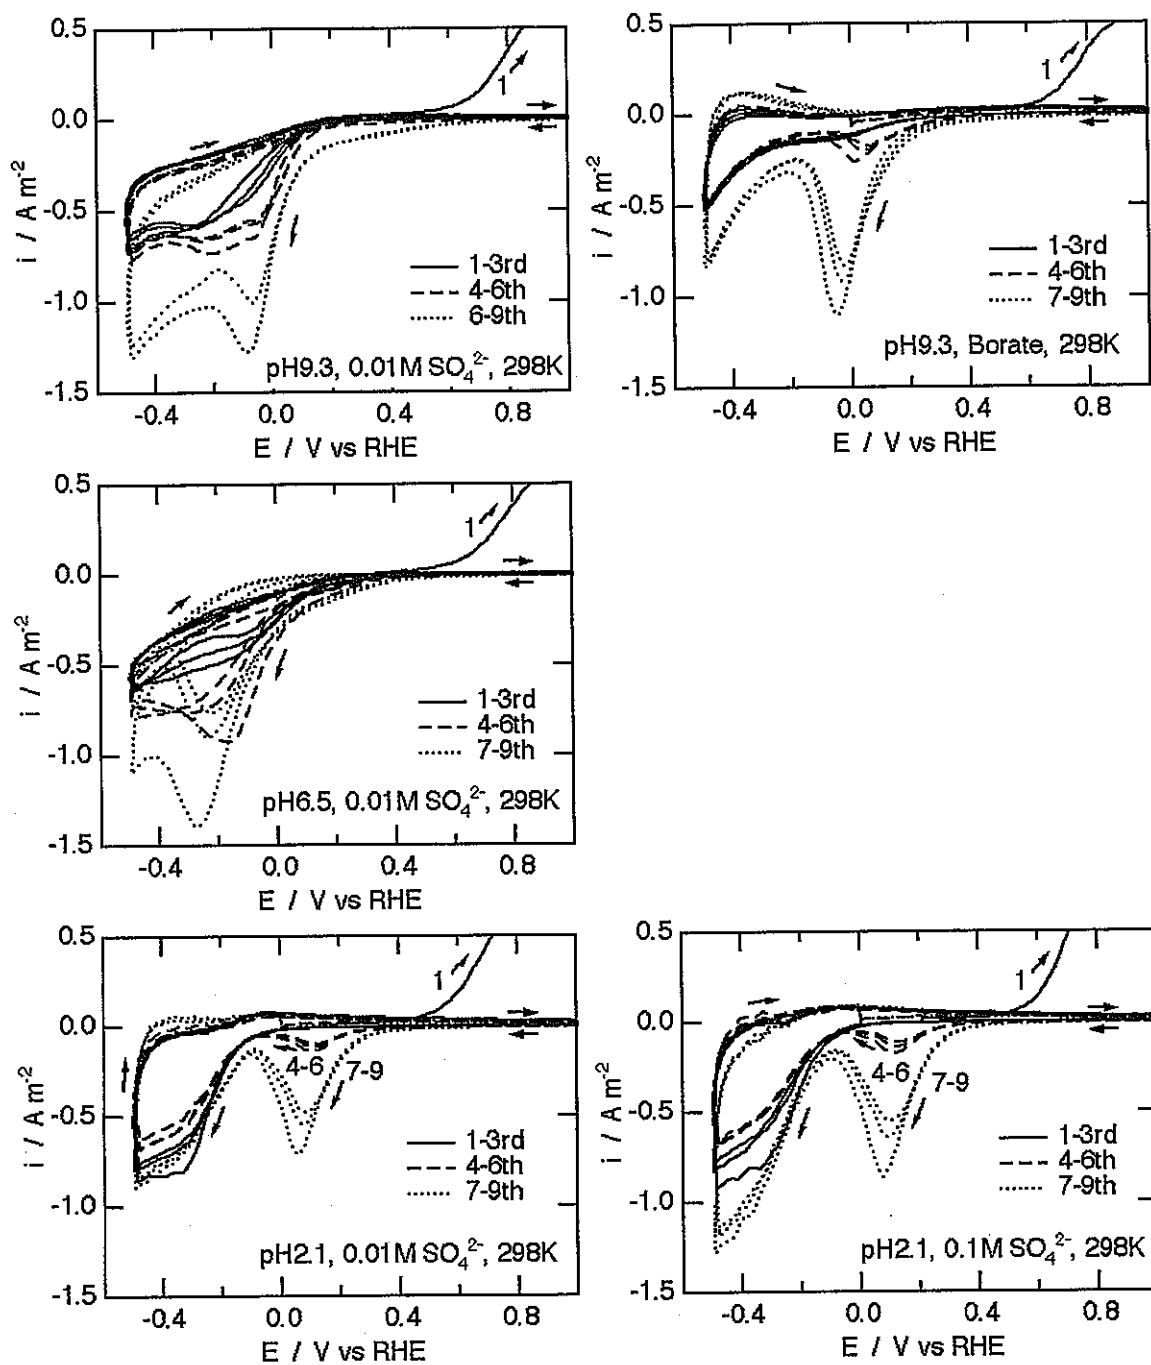 0.5
0.0
-0.5
-1.0
-1.5
i / A m⁻²
1
1-3rd
4-6th
6-9th
pH9.3, 0.01M SO₄²⁻, 298K
-0.4 0.0 0.4 0.8
E / V vs RHE
0.5
0.0
-0.5
-1.0
-1.5
i / A m⁻²
1
1-3rd
4-6th
7-9th
pH9.3, Borate, 298K
-0.4 0.0 0.4 0.8
E / V vs RHE
0.5
0.0
-0.5
-1.0
-1.5
i / A m⁻²
1
1-3rd
4-6th
7-9th
pH6.5, 0.01M SO₄²⁻, 298K
-0.4 0.0 0.4 0.8
E / V vs RHE
0.5
0.0
-0.5
-1.0
-1.5
i / A m⁻²
1
4-6
7-9
1-3rd
4-6th
7-9th
pH2.1, 0.01M SO₄²⁻, 298K
-0.4 0.0 0.4 0.8
E / V vs RHE
0.5
0.0
-0.5
-1.0
-1.5
i / A m⁻²
1
4-6
7-9
1-3rd
4-6th
7-9th
pH2.1, 0.1M SO₄²⁻, 298K
-0.4 0.0 0.4 0.8
E / V vs RHE